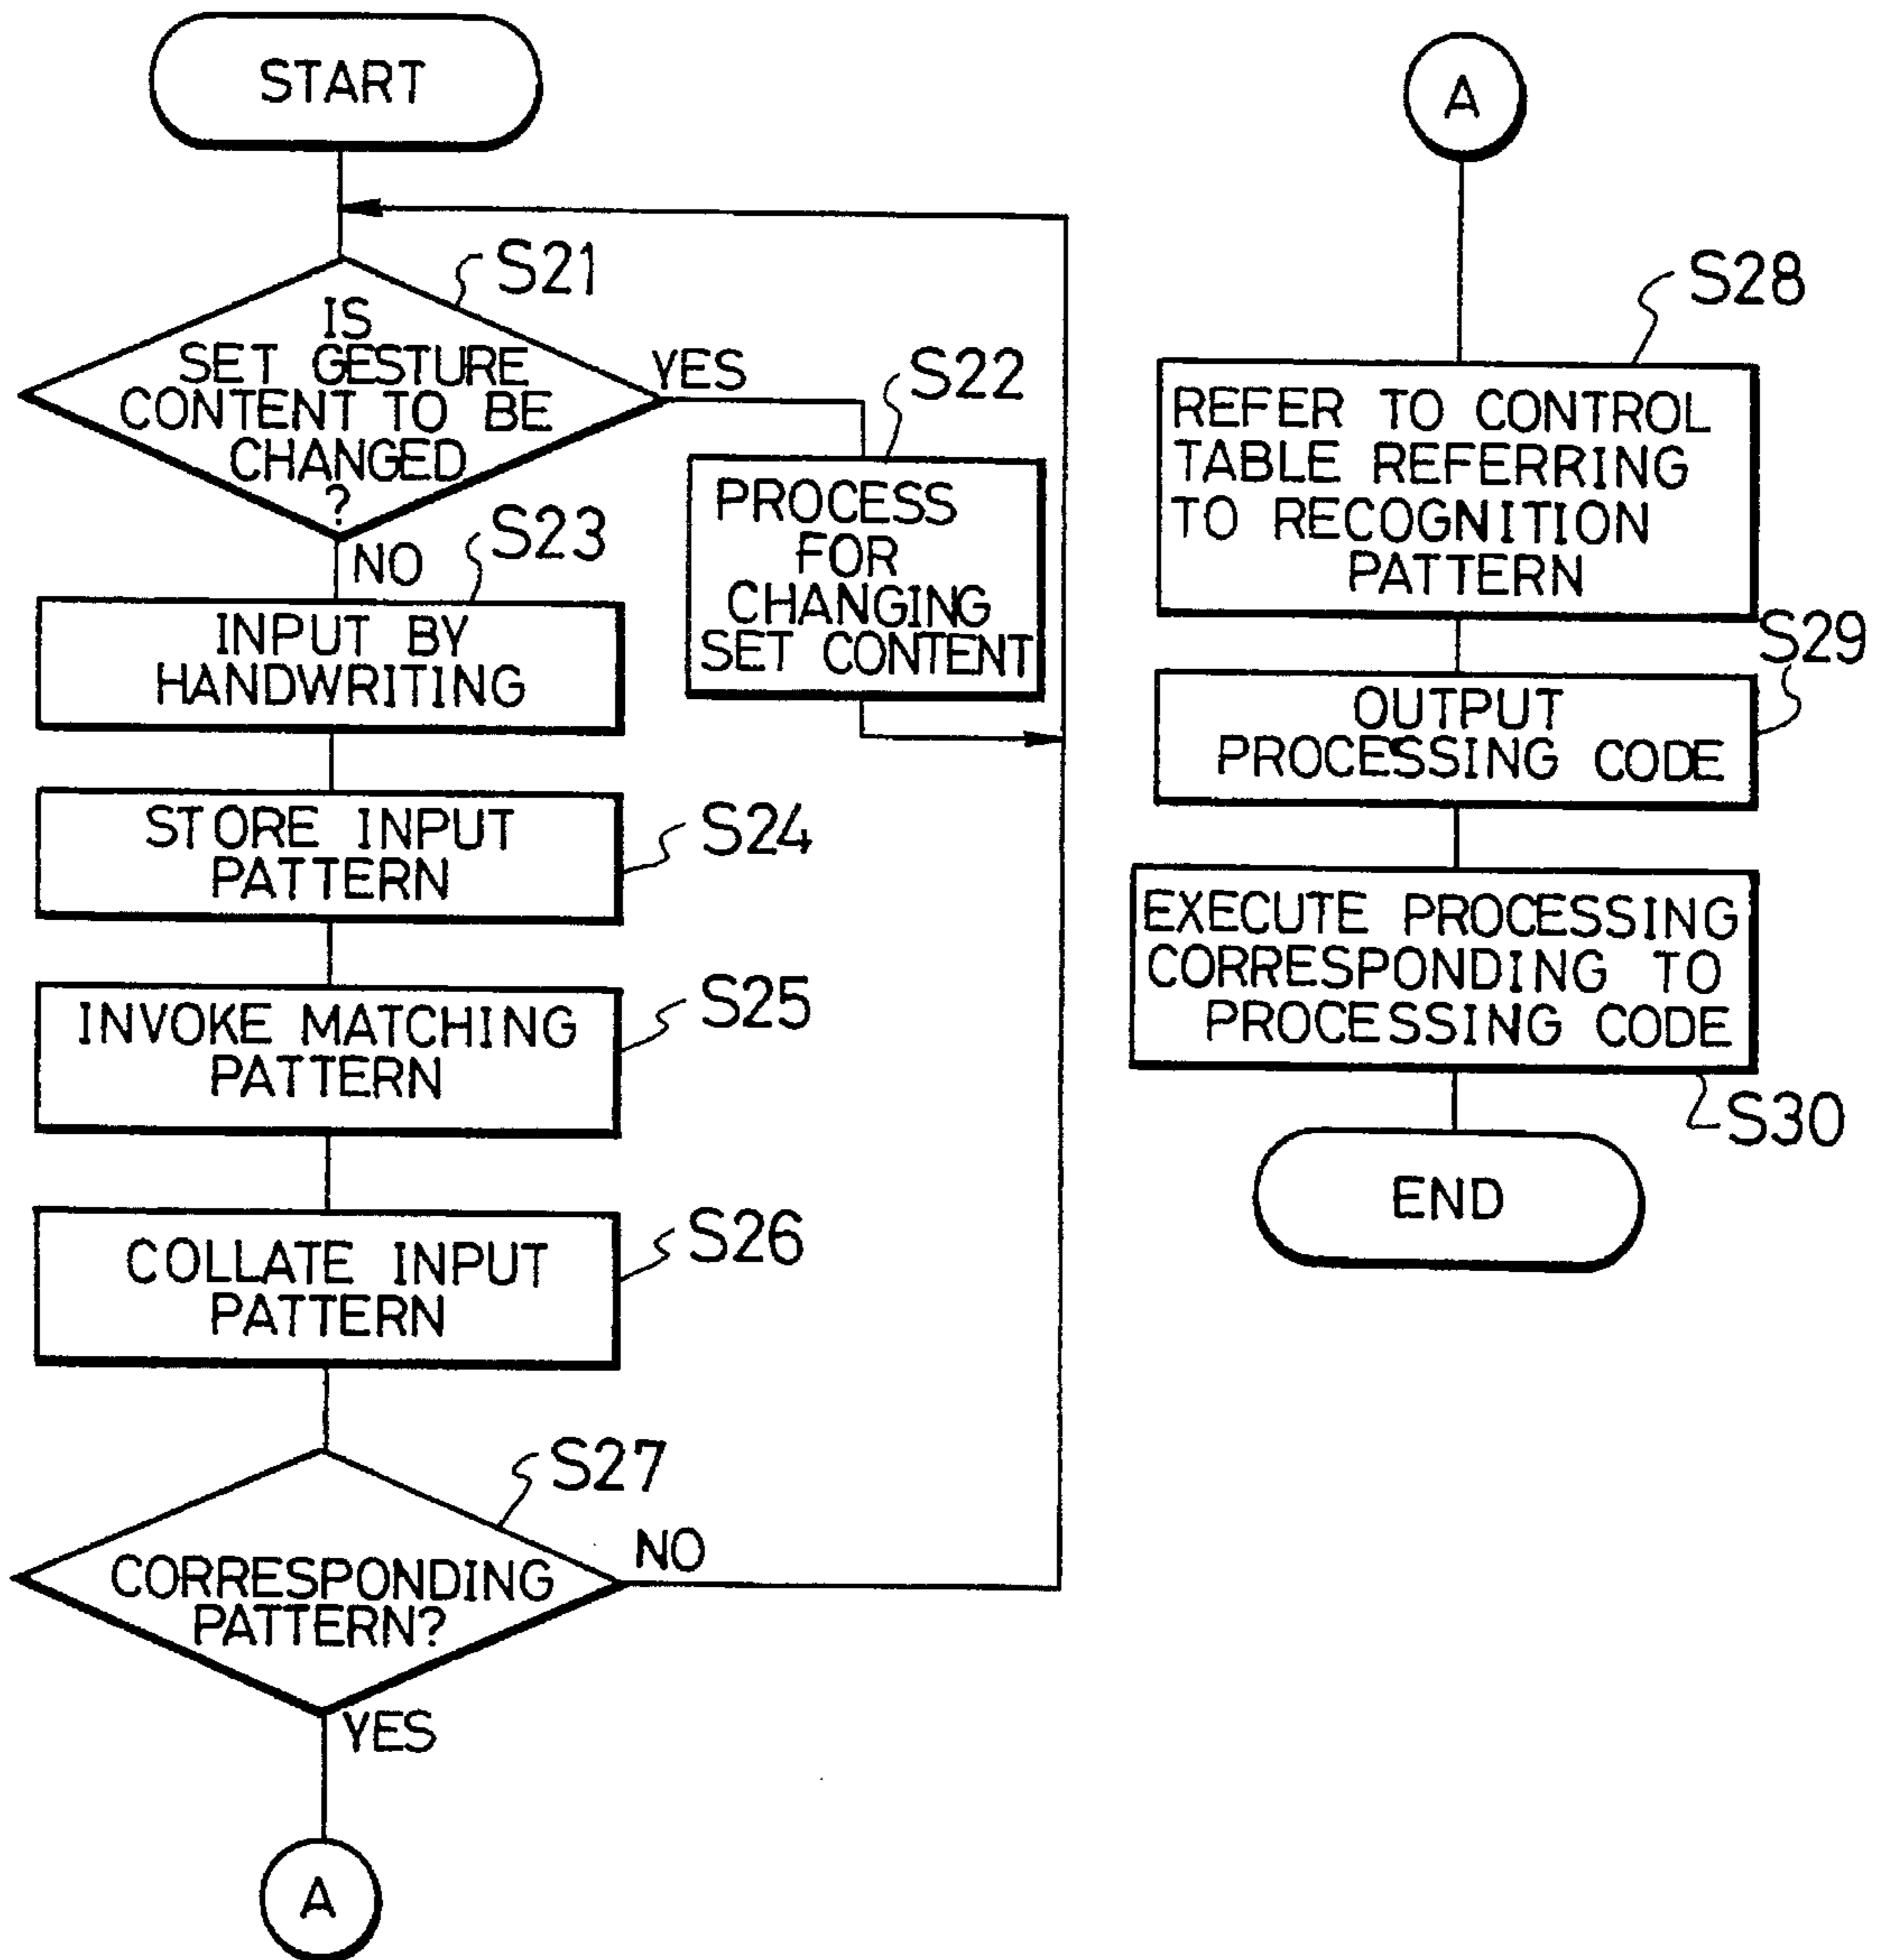 START
S21
IS
SET GESTURE
CONTENT TO BE
CHANGED
?
YES
S22
PROCESS
FOR
CHANGING
SET CONTENT
NO
S23
INPUT BY
HANDWRITING
STORE INPUT
PATTERN
S24
INVOKE MATCHING
PATTERN
S25
COLLATE INPUT
PATTERN
S26
S27
CORRESPONDING
PATTERN?
NO
YES
A
A
S28
REFER TO CONTROL
TABLE REFERRING
TO RECOGNITION
PATTERN
S29
OUTPUT
PROCESSING CODE
EXECUTE PROCESSING
CORRESPONDING TO
PROCESSING CODE
S30
END